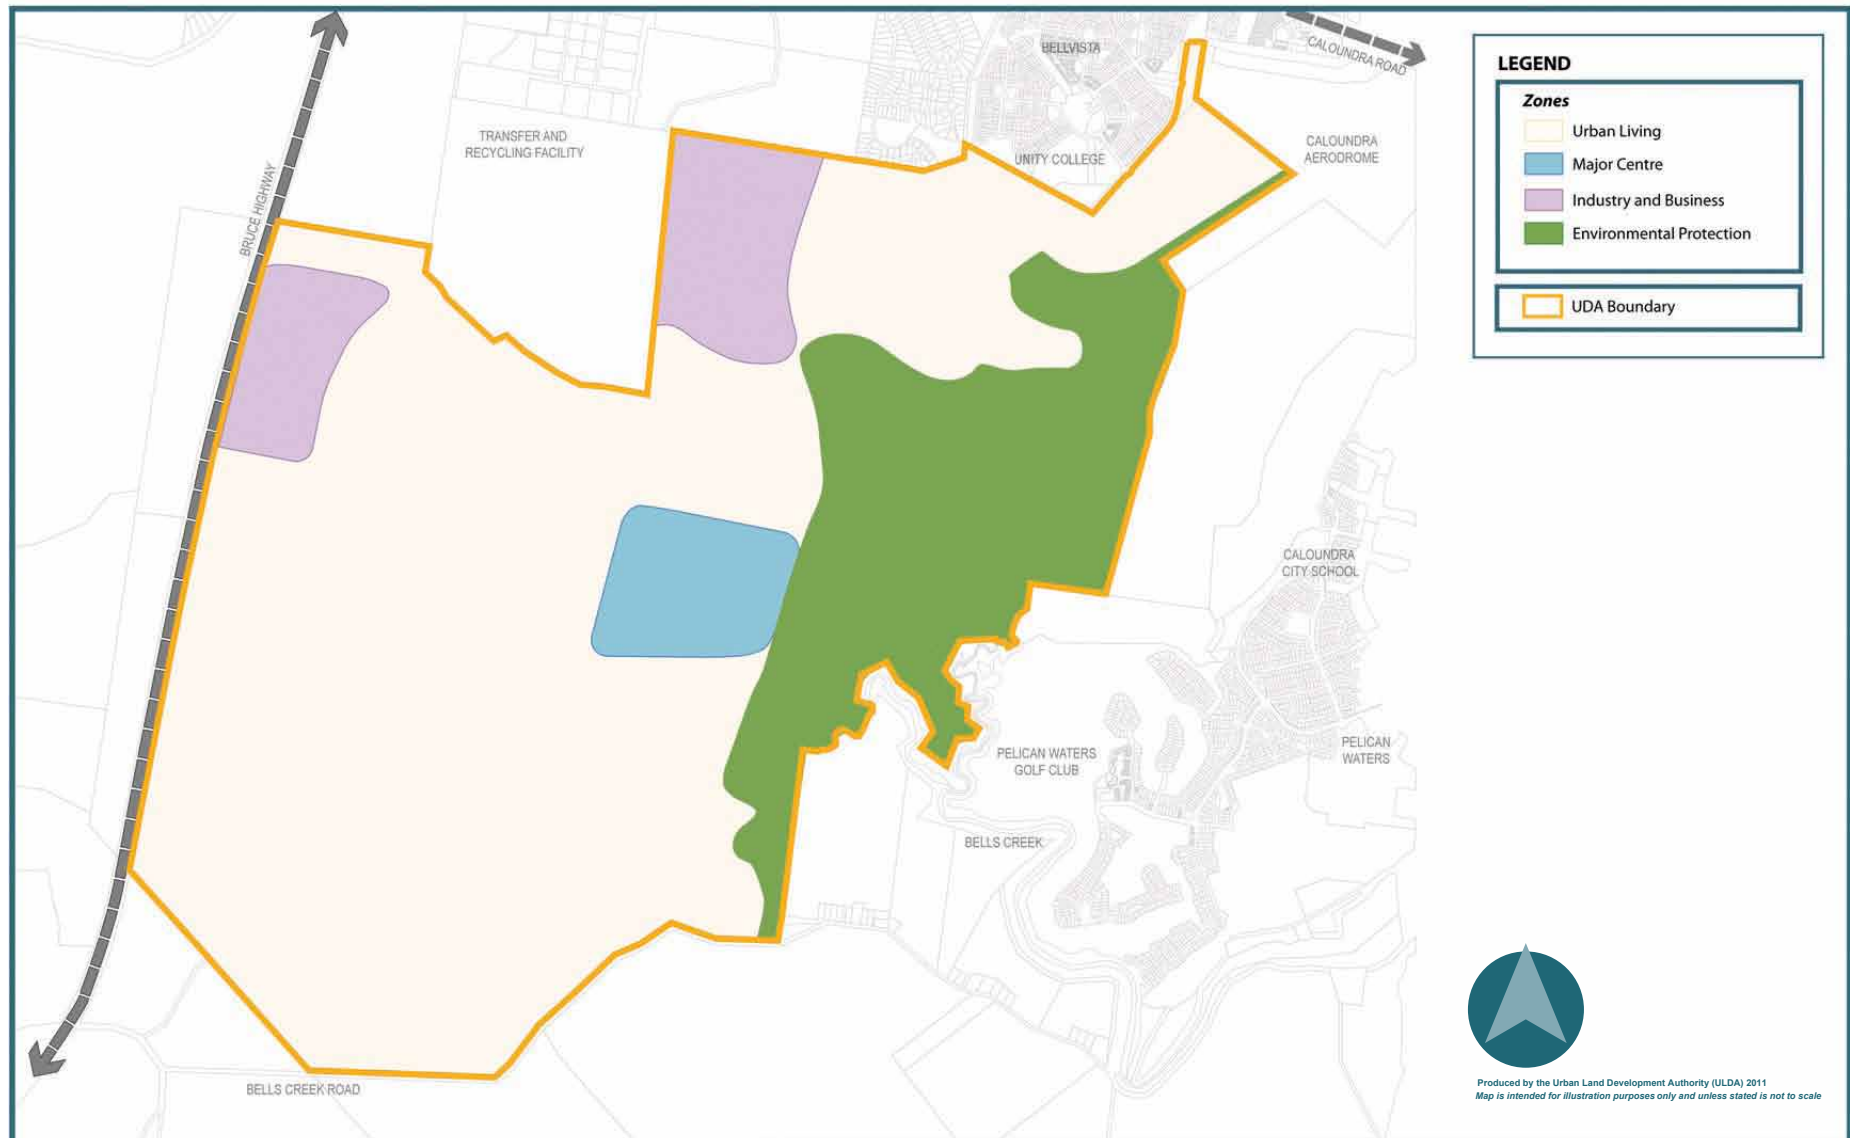 BELLVISTA
CALOUNDRA ROAD
TRANSFER AND
RECYCLING FACILITY
UNITY COLLEGE
CALOUNDRA
AERODROME
BRUCE HIGHWAY
CALOUNDRA
CITY SCHOOL
PELICAN WATERS
GOLF CLUB
PELICAN
WATERS
BELLS CREEK
BELLS CREEK ROAD
LEGEND
Zones
Urban Living
Major Centre
Industry and Business
Environmental Protection
UDA Boundary
Produced by the Urban Land Development Authority (ULDA) 2011
Map is intended for illustration purposes only and unless stated is not to scale